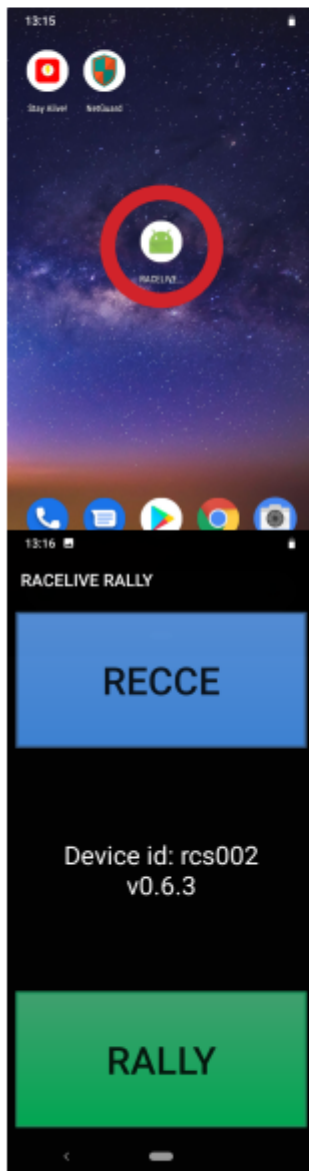 13:15
Stay Alive!
NetGuard
RACELIVE...
13:16
RACELIVE RALLY
RECCE
Device id: rcs002
v0.6.3
RALLY